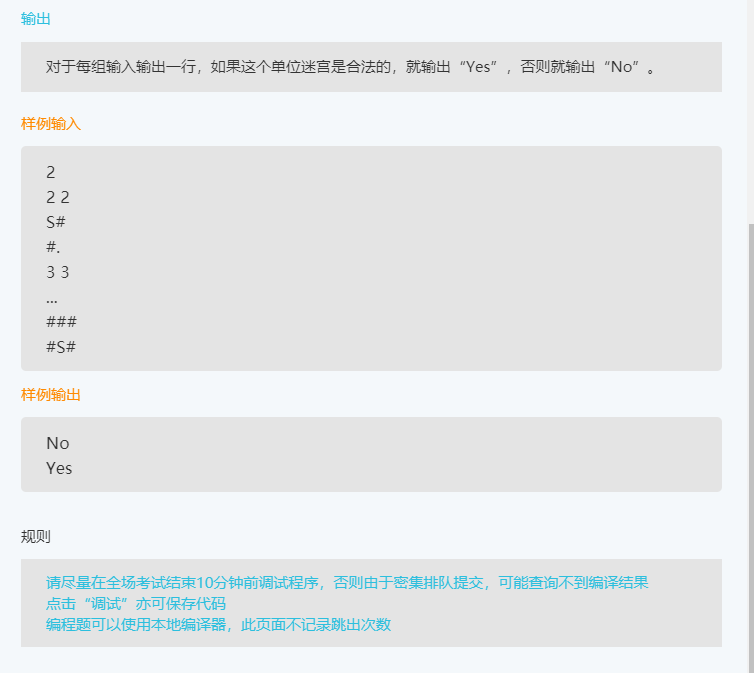 输出
对于每组输入输出一行，如果这个单位迷宫是合法的，就输出“Yes”，否则就输出“No”。
样例输入
2
2 2
S#
#.
3 3
...
###
#S#
样例输出
No
Yes
规则
请尽量在全场考试结束10分钟前调试程序，否则由于密集排队提交，可能查询不到编译结果
点击“调试”亦可保存代码
编程题可以使用本地编译器，此页面不记录跳出次数